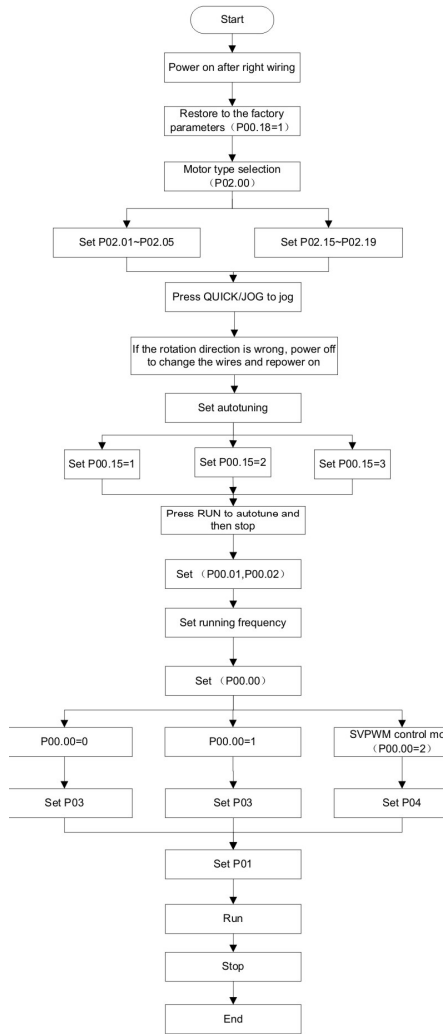 Start
Power on after right wiring
Restore to the factory
parameters（P00.18=1）
Motor type selection
(P02.00)
Set P02.01~P02.05
Set P02.15~P02.19
Press QUICK/JOG to jog
If the rotation direction is wrong, power off
to change the wires and repower on
Set autotuning
Set P00.15=1
Set P00.15=2
Set P00.15=3
Press RUN to autotune and
then stop
Set （P00.01,P00.02）
Set running frequency
Set （P00.00）
P00.00=0
P00.00=1
SVPWM control mo
（P00.00=2）
Set P03
Set P03
Set P04
Set P01
Run
Stop
End